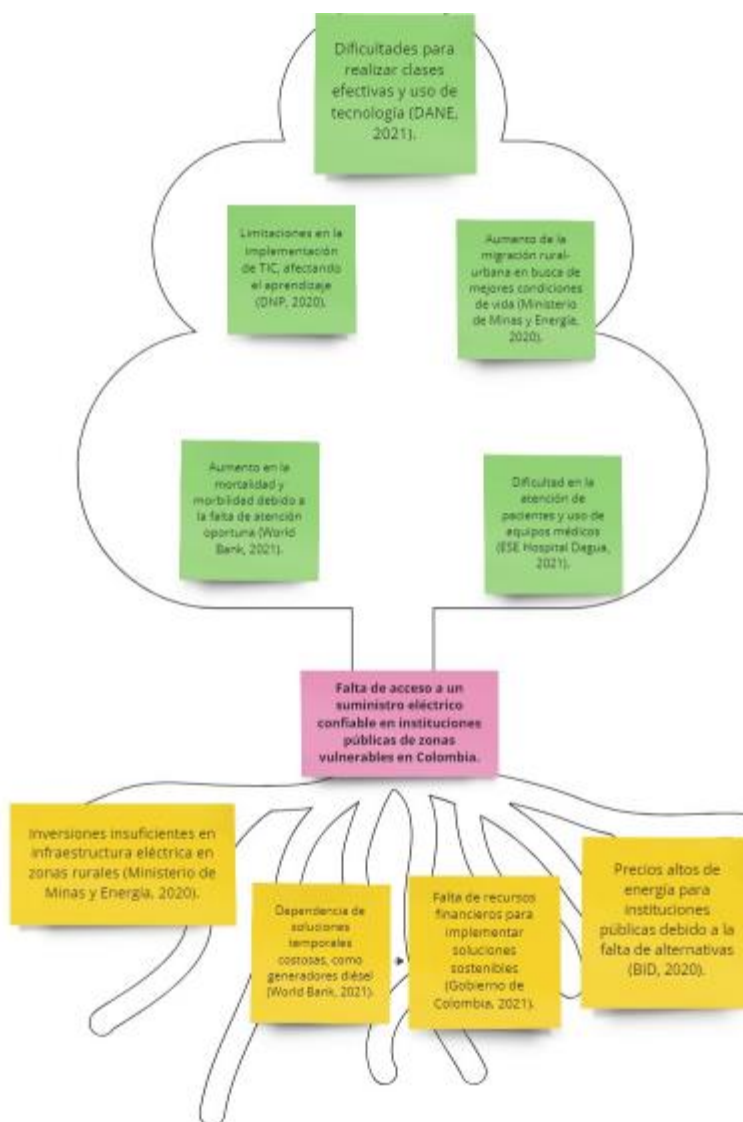 Dificultades para
realizar clases
efectivas y uso de
tecnología (DANE,
2021).
Limitaciones en la
implementación
de TIC, afectando
el aprendizaje
(DNP, 2020).
Aumento de la
migración rural-
urbana en busca de
mejores condiciones
de vida (Ministerio
de Minas y Energía,
2020).
Aumento en la
mortalidad y
morbilidad debido a
la falta de atención
oportuna (World
Bank, 2021).
Dificultad en la
atención de
pacientes y uso de
equipos médicos
(ESE Hospital Dagua,
2021).
Falta de acceso a un
suministro eléctrico
confiable en instituciones
públicas de zonas
vulnerables en Colombia.
Inversiones insuficientes en
infraestructura eléctrica en
zonas rurales (Ministerio de
Minas y Energía, 2020).
Dependencia de
soluciones
temporales
costosas, como
generadores diésel
(World Bank, 2021).
Falta de recursos
financieros para
implementar
soluciones
sostenibles
(Gobierno de
Colombia, 2021).
Precios altos de
energía para
instituciones
públicas debido a la
falta de alternativas
(BID, 2020).